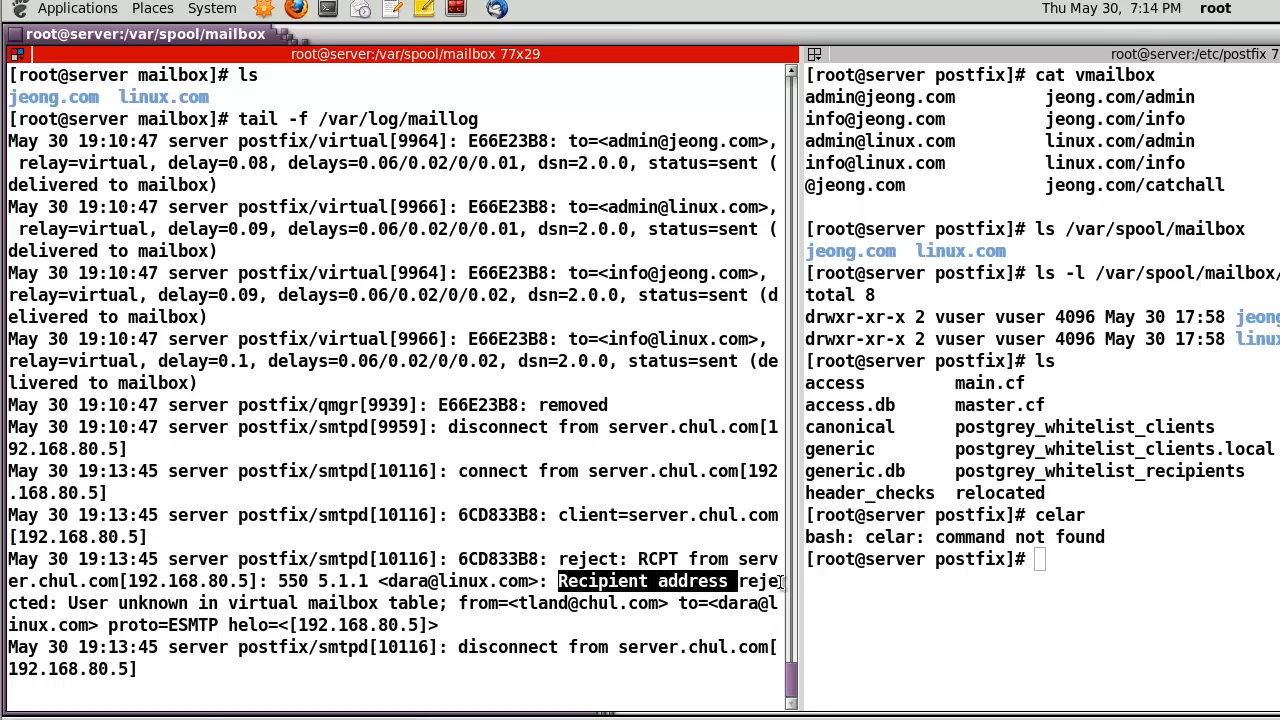 Applications Places System
Thu May 30, 7:14 PM root
root@server:/var/spool/mailbox
root@server:/var/spool/mailbox 77x29
[root@server mailbox]# ls
jeong.com  linux.com
[root@server mailbox]# tail -f /var/log/maillog
May 30 19:10:47 server postfix/virtual[9964]: E66E23B8: to=<admin@jeong.com>,
 relay=virtual, delay=0.08, delays=0.06/0.02/0/0.01, dsn=2.0.0, status=sent (
delivered to mailbox)
May 30 19:10:47 server postfix/virtual[9966]: E66E23B8: to=<admin@linux.com>,
 relay=virtual, delay=0.09, delays=0.06/0.02/0/0.01, dsn=2.0.0, status=sent (
delivered to mailbox)
May 30 19:10:47 server postfix/virtual[9964]: E66E23B8: to=<info@jeong.com>,
relay=virtual, delay=0.09, delays=0.06/0.02/0/0.02, dsn=2.0.0, status=sent (d
elivered to mailbox)
May 30 19:10:47 server postfix/virtual[9966]: E66E23B8: to=<info@linux.com>,
relay=virtual, delay=0.1, delays=0.06/0.02/0/0.02, dsn=2.0.0, status=sent (de
livered to mailbox)
May 30 19:10:47 server postfix/qmgr[9939]: E66E23B8: removed
May 30 19:10:47 server postfix/smtpd[9959]: disconnect from server.chul.com[1
92.168.80.5]
May 30 19:13:45 server postfix/smtpd[10116]: connect from server.chul.com[192
.168.80.5]
May 30 19:13:45 server postfix/smtpd[10116]: 6CD833B8: client=server.chul.com
[192.168.80.5]
May 30 19:13:45 server postfix/smtpd[10116]: 6CD833B8: reject: RCPT from serv
er.chul.com[192.168.80.5]: 550 5.1.1 <dara@linux.com>: Recipient address reje
cted: User unknown in virtual mailbox table; from=<tland@chul.com> to=<dara@l
inux.com> proto=ESMTP helo=<[192.168.80.5]>
May 30 19:13:45 server postfix/smtpd[10116]: disconnect from server.chul.com[
192.168.80.5]
root@server:/etc/postfix 7
[root@server postfix]# cat vmailbox
admin@jeong.com         jeong.com/admin
info@jeong.com          jeong.com/info
admin@linux.com         linux.com/admin
info@linux.com          linux.com/info
@jeong.com              jeong.com/catchall
[root@server postfix]# ls /var/spool/mailbox
jeong.com  linux.com
[root@server postfix]# ls -l /var/spool/mailbox/
total 8
drwxr-xr-x 2 vuser vuser 4096 May 30 17:58 jeong
drwxr-xr-x 2 vuser vuser 4096 May 30 17:58 linux
[root@server postfix]# ls
access         main.cf
access.db      master.cf
canonical      postgrey_whitelist_clients
generic        postgrey_whitelist_clients.local
generic.db     postgrey_whitelist_recipients
header_checks  relocated
[root@server postfix]# celar
bash: celar: command not found
[root@server postfix]#